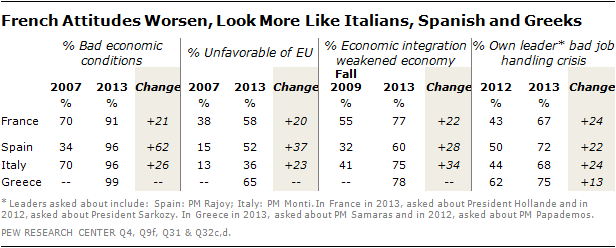 French Attitudes Worsen, Look More Like Italians, Spanish and Greeks
% Bad economic conditions % Unfavorable of EU % Economic integration weakened economy % Own leader* bad job handling crisis
2007 2013 Change 2007 2013 Change Fall 2009 2013 Change 2012 2013 Change
% % % % % % % %
France 70 91 +21 38 58 +20 55 77 +22 43 67 +24
Spain 34 96 +62 15 52 +37 32 60 +28 50 72 +22
Italy 70 96 +26 13 36 +23 41 75 +34 44 68 +24
Greece -- 99 -- 65 -- 78 -- 62 75 +13
* Leaders asked about include: Spain: PM Rajoy; Italy: PM Monti.In France in 2013, asked about President Hollande and in
2012, asked about President Sarkozy. In Greece in 2013, asked about PM Samaras and in 2012, asked about PM Papademos.
PEW RESEARCH CENTER Q4, Q9f, Q31 & Q32c,d.